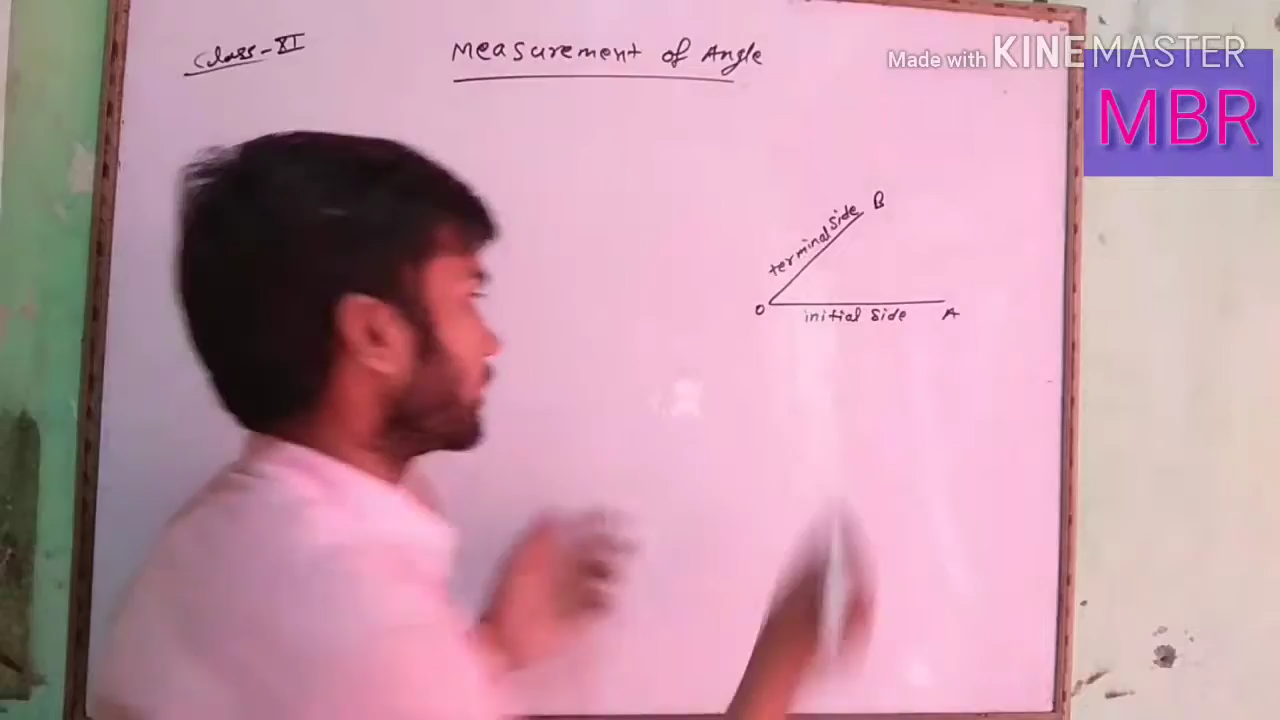 Class-XI
Measurement of Angle
Made with KINEMASTER
MBR
B
terminal side
O
initial side
A